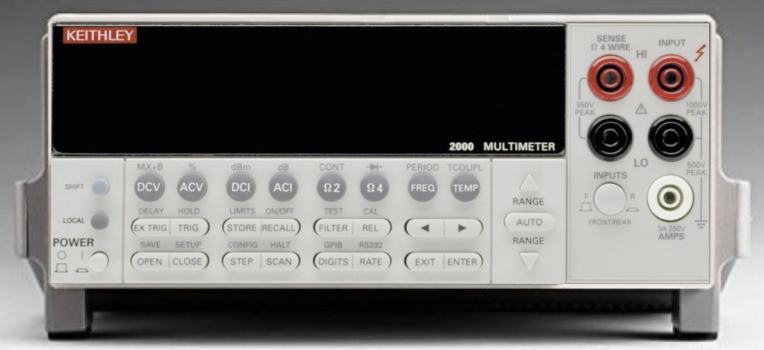 KEITHLEY
2000 MULTIMETER
SENSE
Ω 4 WIRE
HI
INPUT
350V
PEAK
1000V
PEAK
LO
500V
PEAK
INPUTS
F
R
FRONT/REAR
3A 250V
AMPS
MX+B % dBm dB CONT PERIOD TCOUPL
SHIFT
DCV ACV DCI ACI Ω2 Ω4 FREQ TEMP
DELAY HOLD LIMITS ON/OFF TEST CAL
LOCAL
EX TRIG TRIG STORE RECALL FILTER REL
POWER
O I
SAVE SETUP CONFIG HALT GPIB RS232
OPEN CLOSE STEP SCAN DIGITS RATE EXIT ENTER
RANGE
AUTO
RANGE